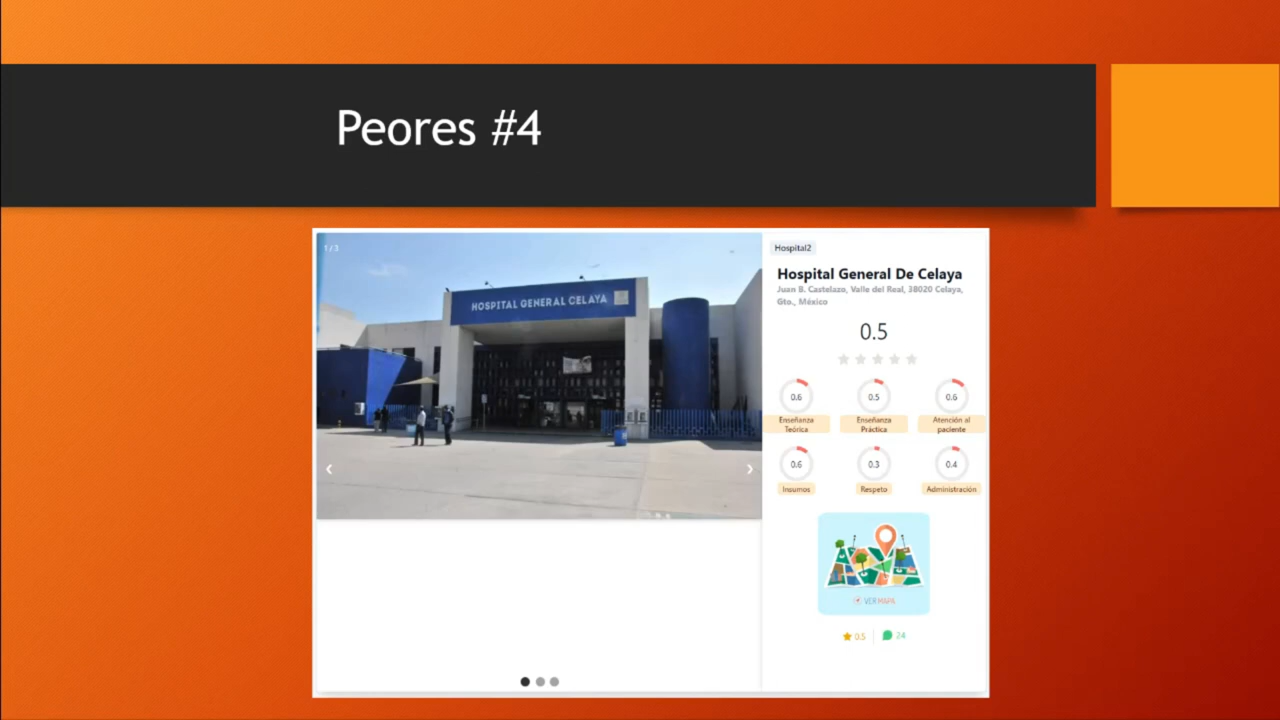 Peores #4
1 / 3
HOSPITAL GENERAL CELAYA
Hospital2
Hospital General De Celaya
Juan B. Castelazo, Valle del Real, 38020 Celaya,
Gto., México
0.5
0.6
0.5
0.6
Enseñanza
Teórica
Enseñanza
Práctica
Atención al
paciente
0.6
0.3
0.4
Insumos
Respeto
Administración
VER MAPA
0.5
24